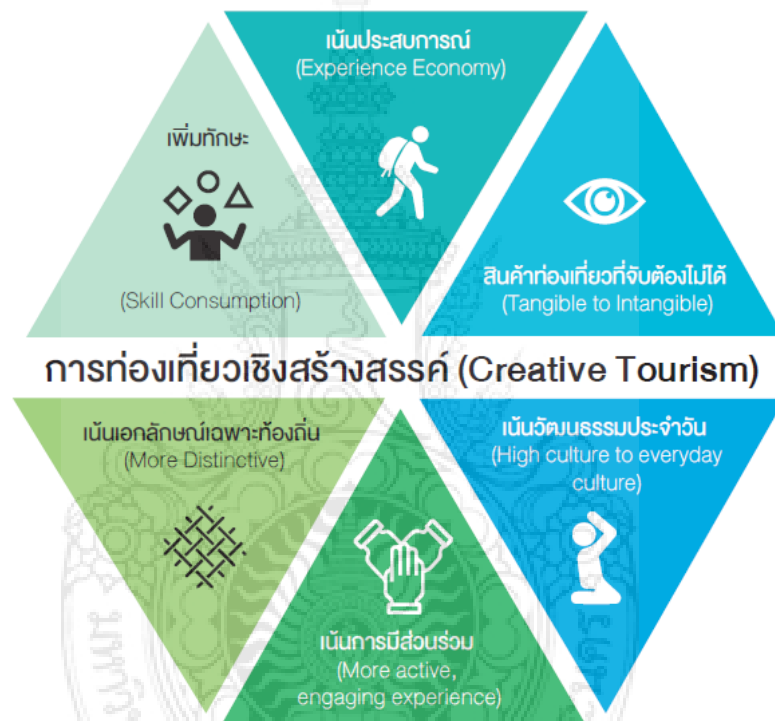 เน้นประสบการณ์
(Experience Economy)
เพิ่มทักษะ
(Skill Consumption)
สินค้าท่องเที่ยวที่จับต้องไม่ได้
(Tangible to Intangible)
การท่องเที่ยวเชิงสร้างสรรค์ (Creative Tourism)
เน้นเอกลักษณ์เฉพาะท้องถิ่น
(More Distinctive)
เน้นวัฒนธรรมประจำวัน
(High culture to everyday
culture)
เน้นการมีส่วนร่วม
(More active,
engaging experience)